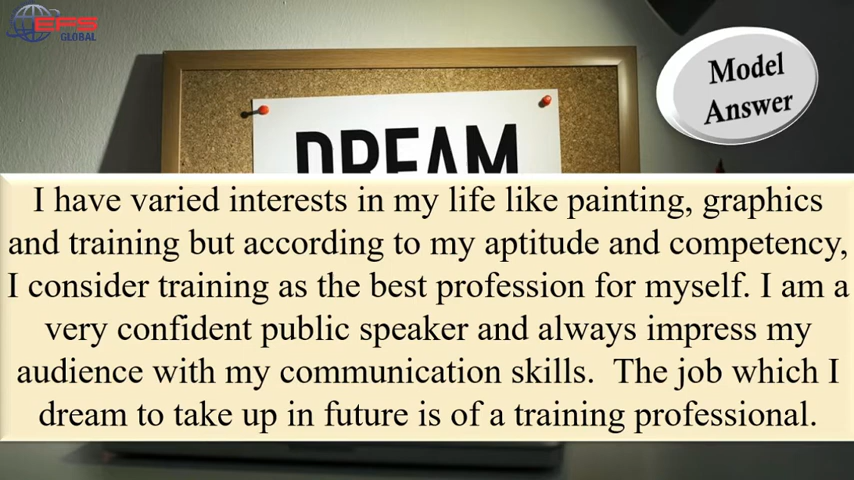 EFS
GLOBAL
Model
Answer
DREAM
I have varied interests in my life like painting, graphics
and training but according to my aptitude and competency,
I consider training as the best profession for myself. I am a
very confident public speaker and always impress my
audience with my communication skills.  The job which I
dream to take up in future is of a training professional.